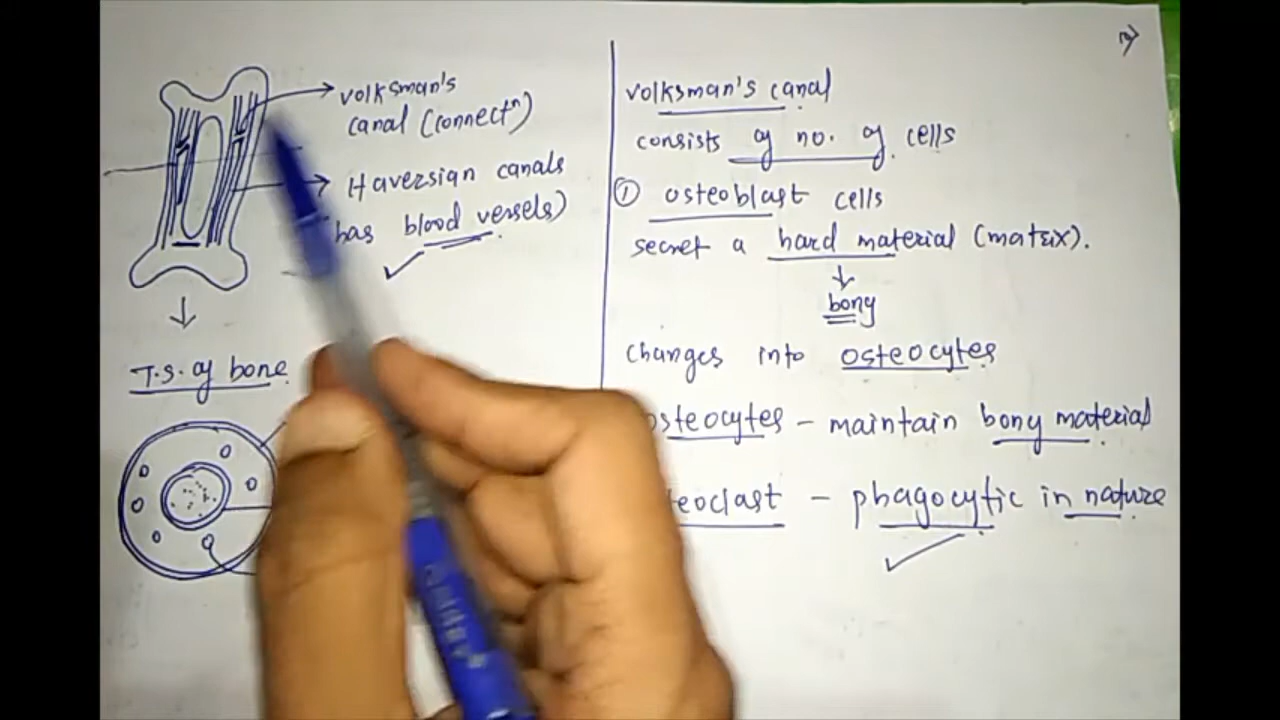 volksman's
canal (connectⁿ)
Haversian canals
has blood vessels)
T.S. of bone
volksman's canal
consists of no. of cells
① osteoblast cells
secret a hard material (matrix).
bony
changes into osteocytes
osteocytes - maintain bony material
eoclast - phagocytic in nature